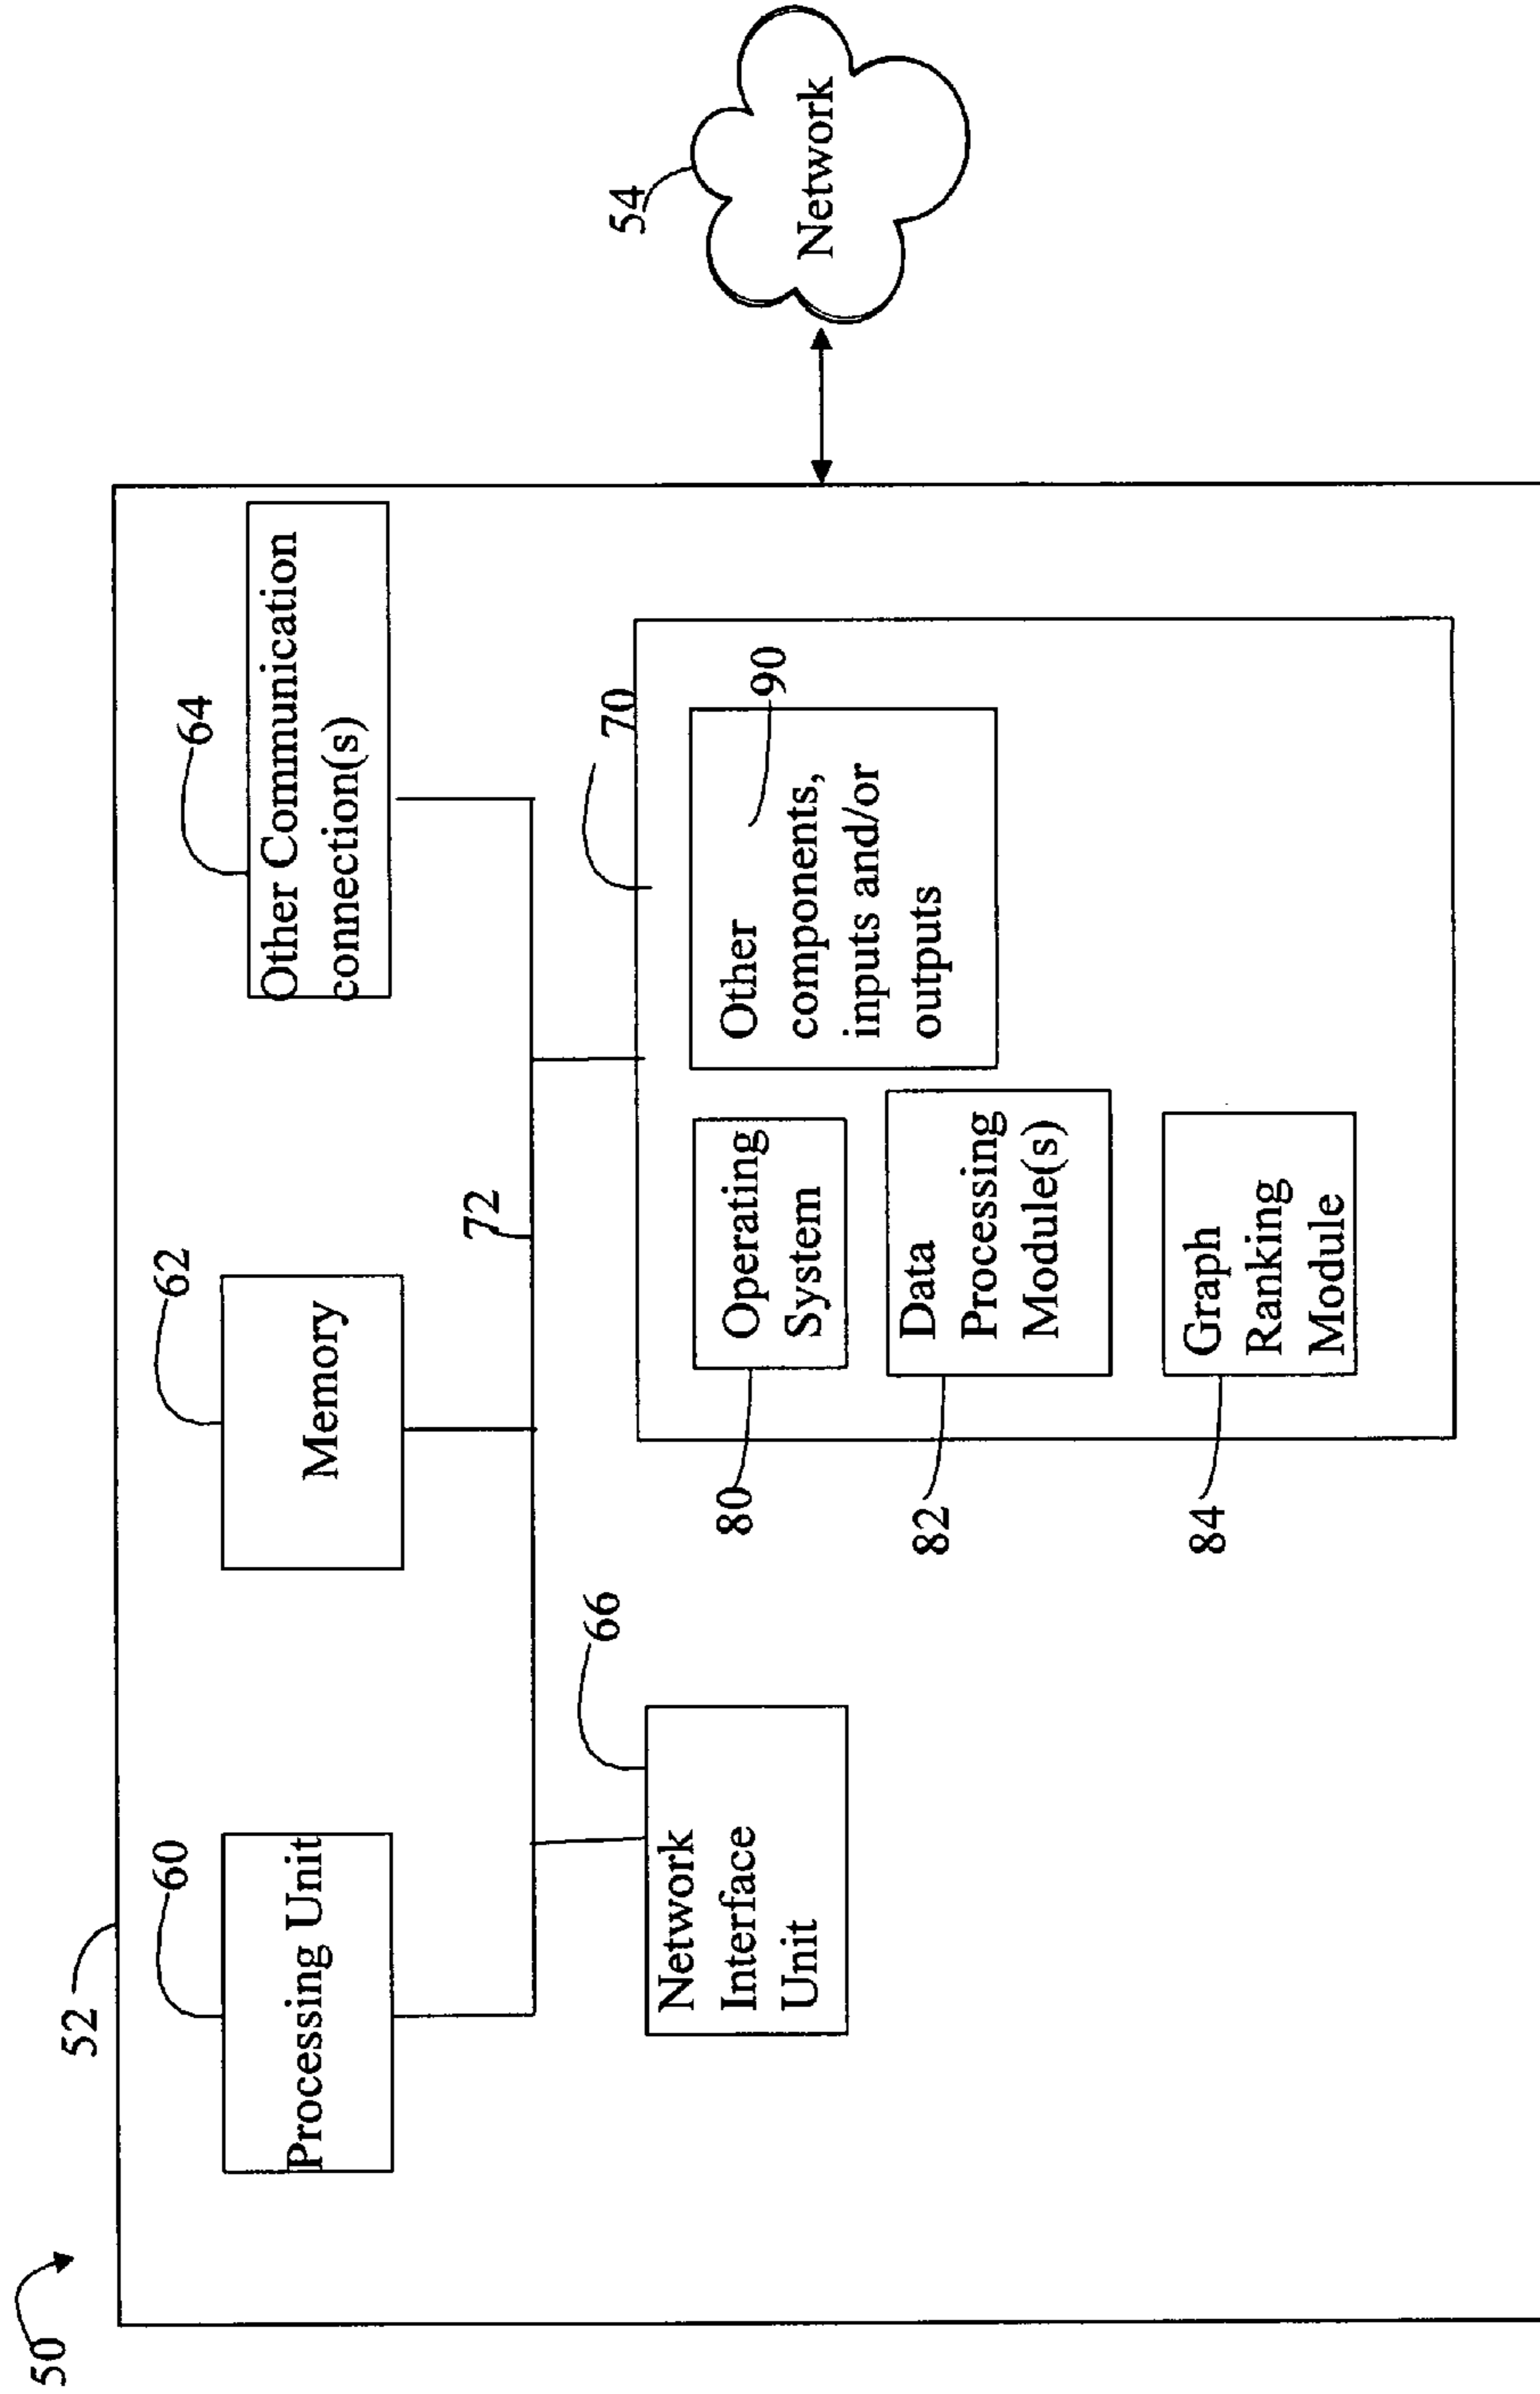 50
52
60
Processing Unit
62
Memory
64
Other Communication
connection(s)
72
66
Network
Interface
Unit
70
80
Operating
System
82
Data
Processing
Module(s)
84
Graph
Ranking
Module
90
Other
components,
inputs and/or
outputs
54
Network